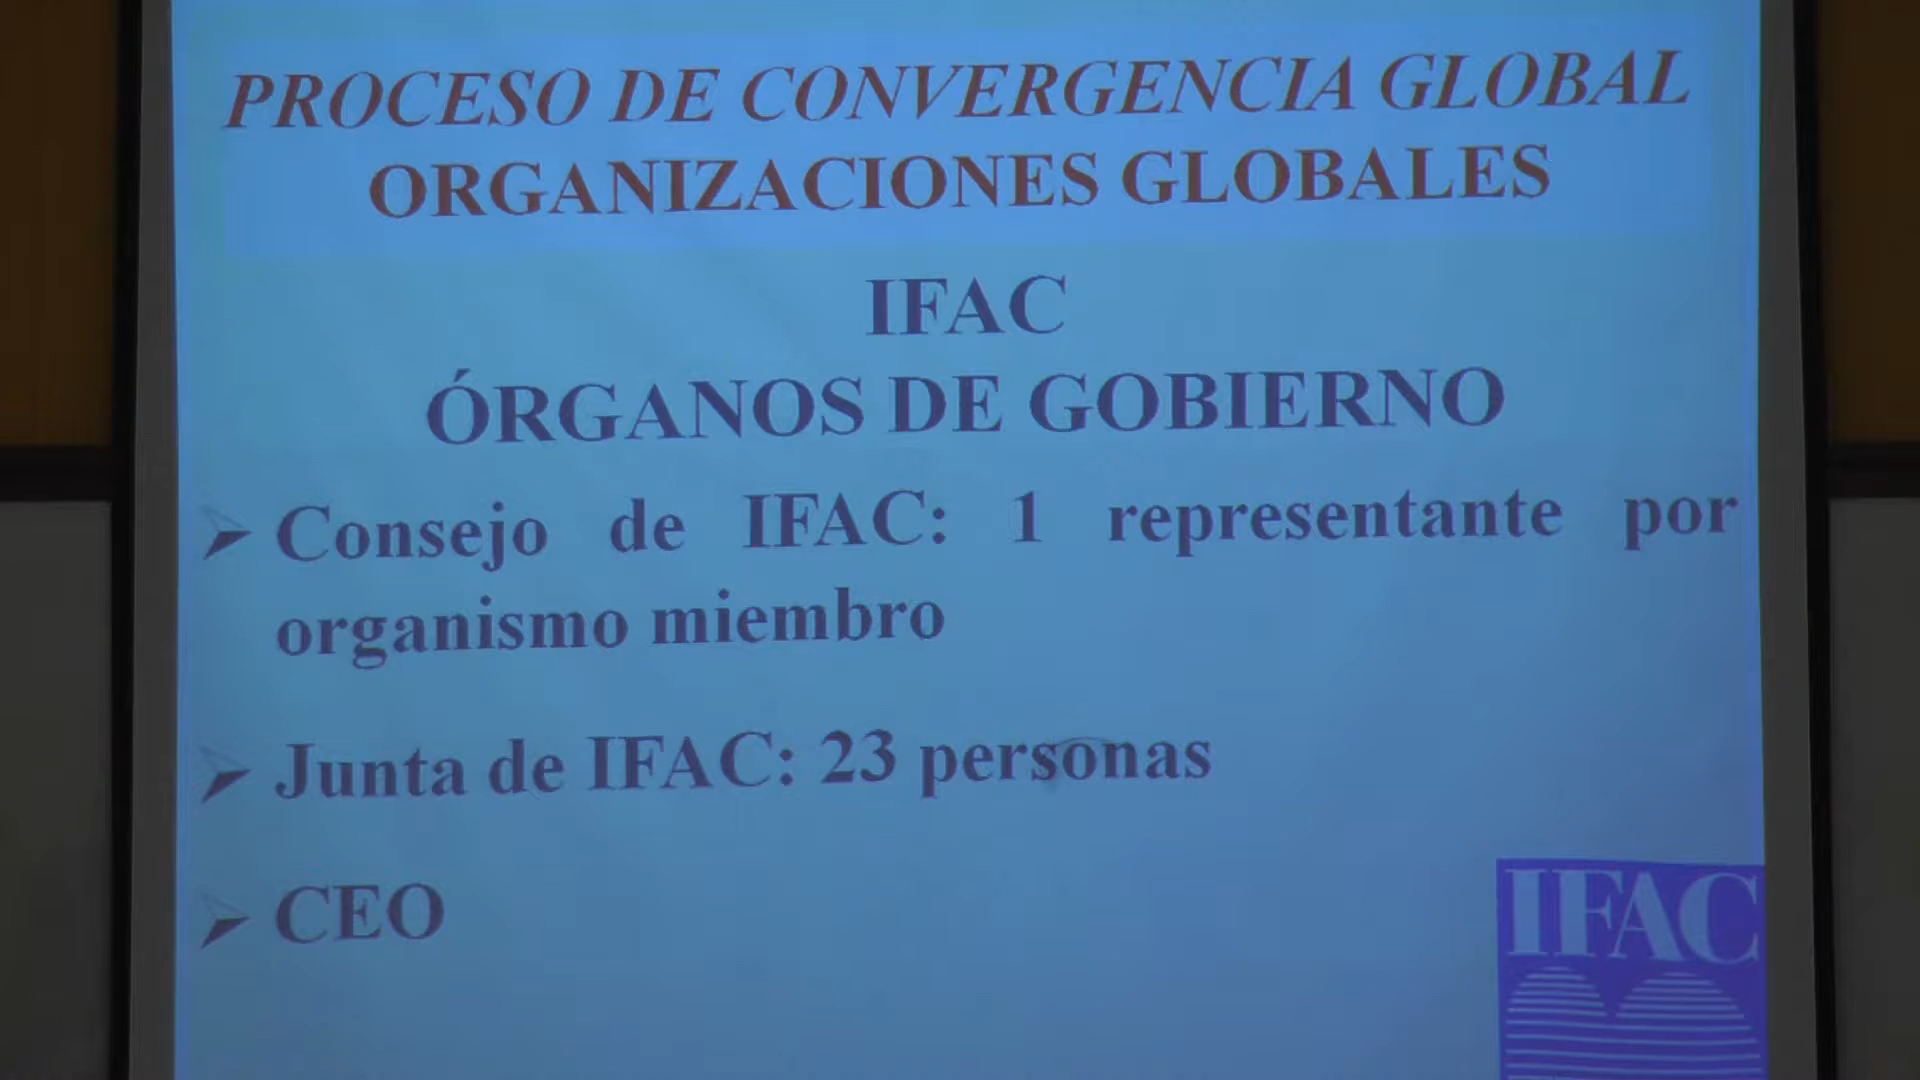 PROCESO DE CONVERGENCIA GLOBAL
ORGANIZACIONES GLOBALES
IFAC
ÓRGANOS DE GOBIERNO
Consejo de IFAC: 1 representante por
organismo miembro
Junta de IFAC: 23 personas
CEO
IFAC